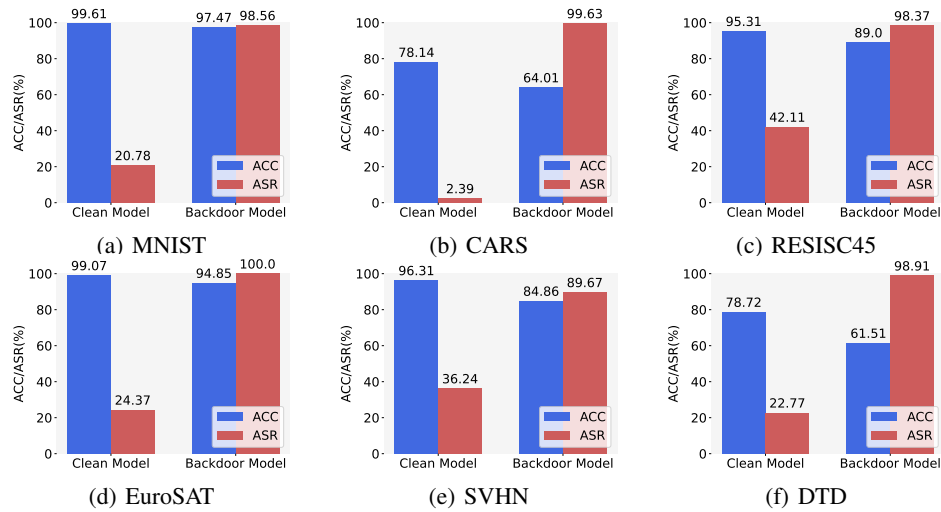 99.61
97.47 98.56
100
80
60
40
20
0
ACC/ASR(%)
20.78
ACC
ASR
Clean Model Backdoor Model
(a) MNIST
99.63
100
80
60
40
20
0
ACC/ASR(%)
78.14
64.01
2.39
ACC
ASR
Clean Model Backdoor Model
(b) CARS
95.31
89.0
98.37
100
80
60
40
20
0
ACC/ASR(%)
42.11
ACC
ASR
Clean Model Backdoor Model
(c) RESISC45
99.07
94.85
100.0
100
80
60
40
20
0
ACC/ASR(%)
24.37
ACC
ASR
Clean Model Backdoor Model
(d) EuroSAT
96.31
84.86
89.67
100
80
60
40
20
0
ACC/ASR(%)
36.24
ACC
ASR
Clean Model Backdoor Model
(e) SVHN
98.91
100
80
60
40
20
0
ACC/ASR(%)
78.72
61.51
22.77
ACC
ASR
Clean Model Backdoor Model
(f) DTD